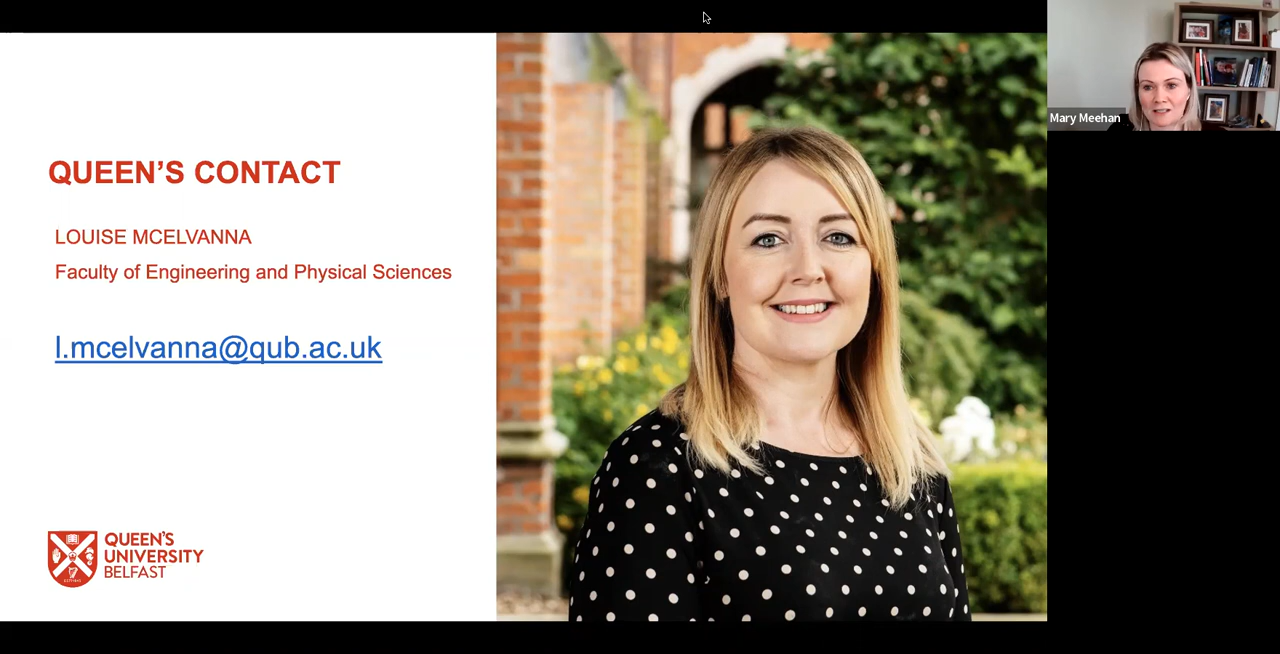 QUEEN'S CONTACT
LOUISE MCELVANNA
Faculty of Engineering and Physical Sciences
l.mcelvanna@qub.ac.uk
QUEEN'S
UNIVERSITY
BELFAST
Mary Meehan